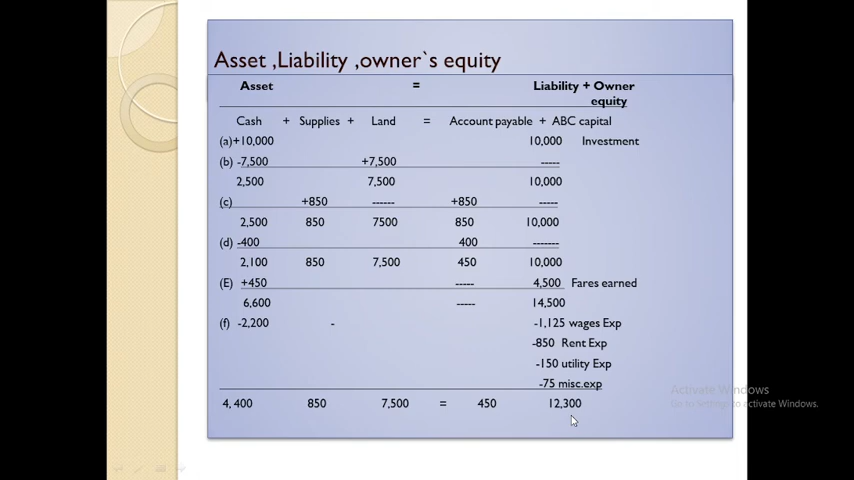 Asset ,Liability ,owner`s equity
Asset = Liability + Owner
equity
Cash + Supplies + Land = Account payable + ABC capital
(a)+10,000 10,000 Investment
(b) -7,500 +7,500 -----
2,500 7,500 10,000
(c) +850 ------ +850 -----
2,500 850 7500 850 10,000
(d) -400 400 -------
2,100 850 7,500 450 10,000
(E) +450 ----- 4,500 Fares earned
6,600 ----- 14,500
(f) -2,200 - -1,125 wages Exp
-850 Rent Exp
-150 utility Exp
-75 misc.exp
4, 400 850 7,500 = 450 12,300
Activate Windows
Go to Settings to activate Windows.